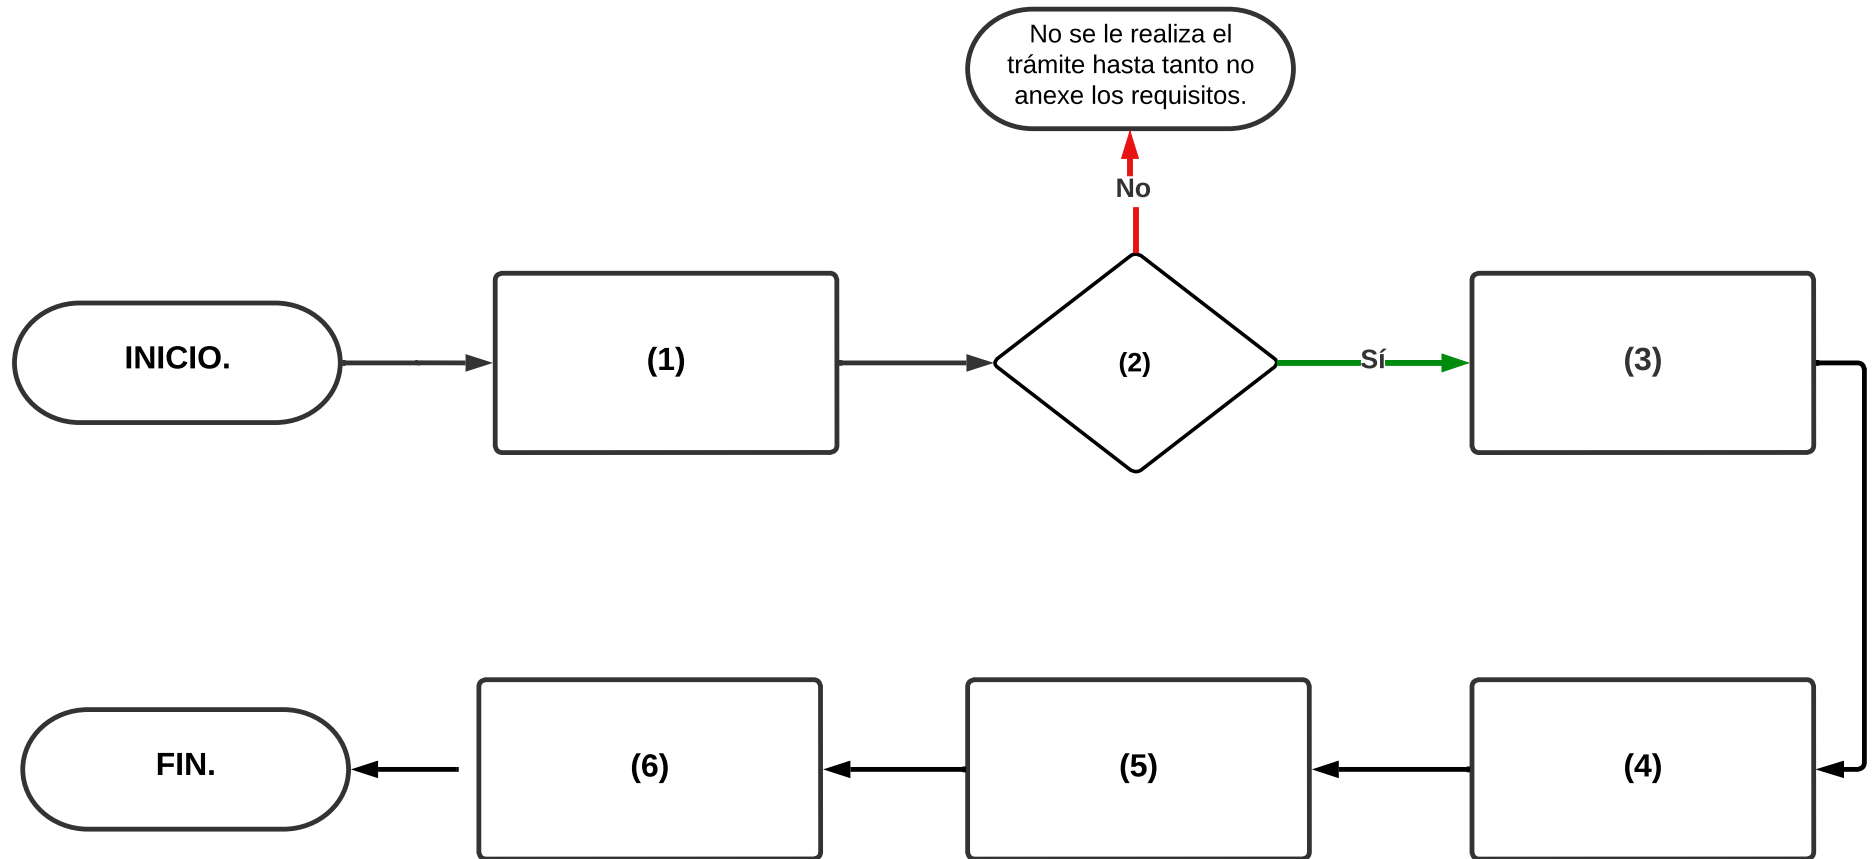 No se le realiza el
trámite hasta tanto no
anexe los requisitos.
No
INICIO.
(1)
(2)
Sí
(3)
FIN.
(6)
(5)
(4)